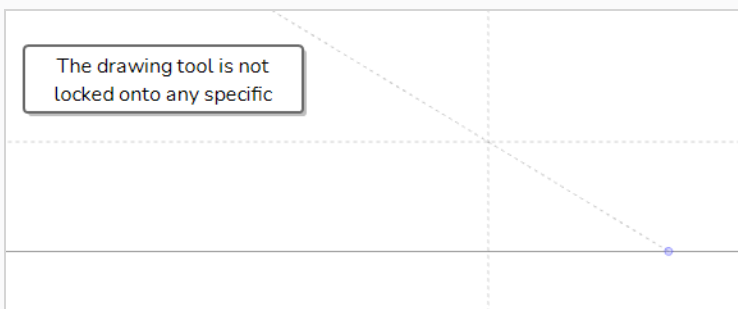 The drawing tool is not
locked onto any specific